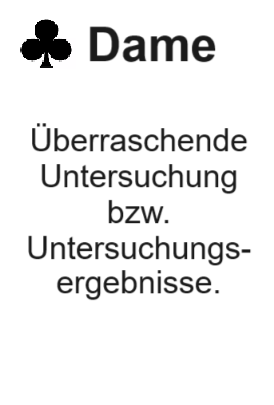 ♣ Dame
Überraschende
Untersuchung
bzw.
Untersuchungs-
ergebnisse.